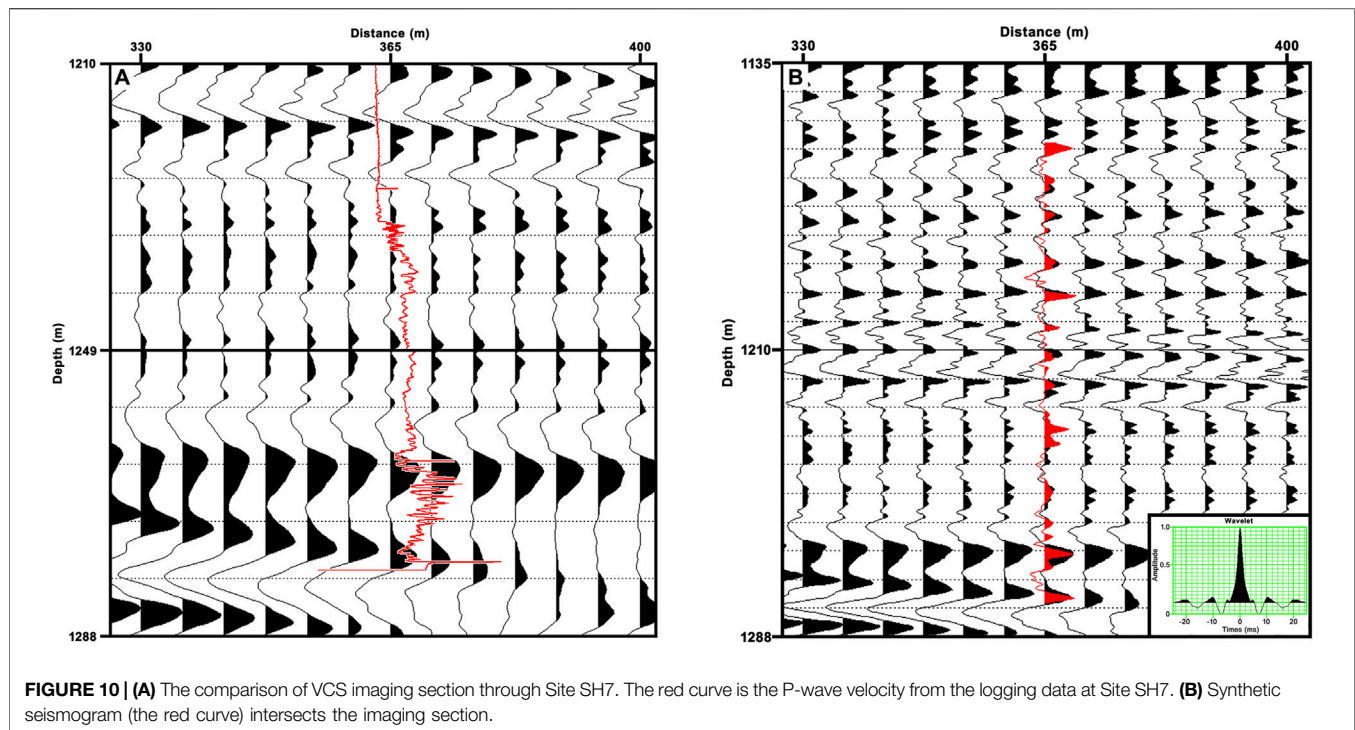 Distance (m)
330 365 400
1210
A
Depth (m)
1249
1288
Distance (m)
330 365 400
1135
B
Depth (m)
1210
1288
Wavelet
1.0
Amplitude
0.5
0
-20 -10 0 10 20
Times (ms)
FIGURE 10 | (A) The comparison of VCS imaging section through Site SH7. The red curve is the P-wave velocity from the logging data at Site SH7. (B) Synthetic
seismogram (the red curve) intersects the imaging section.